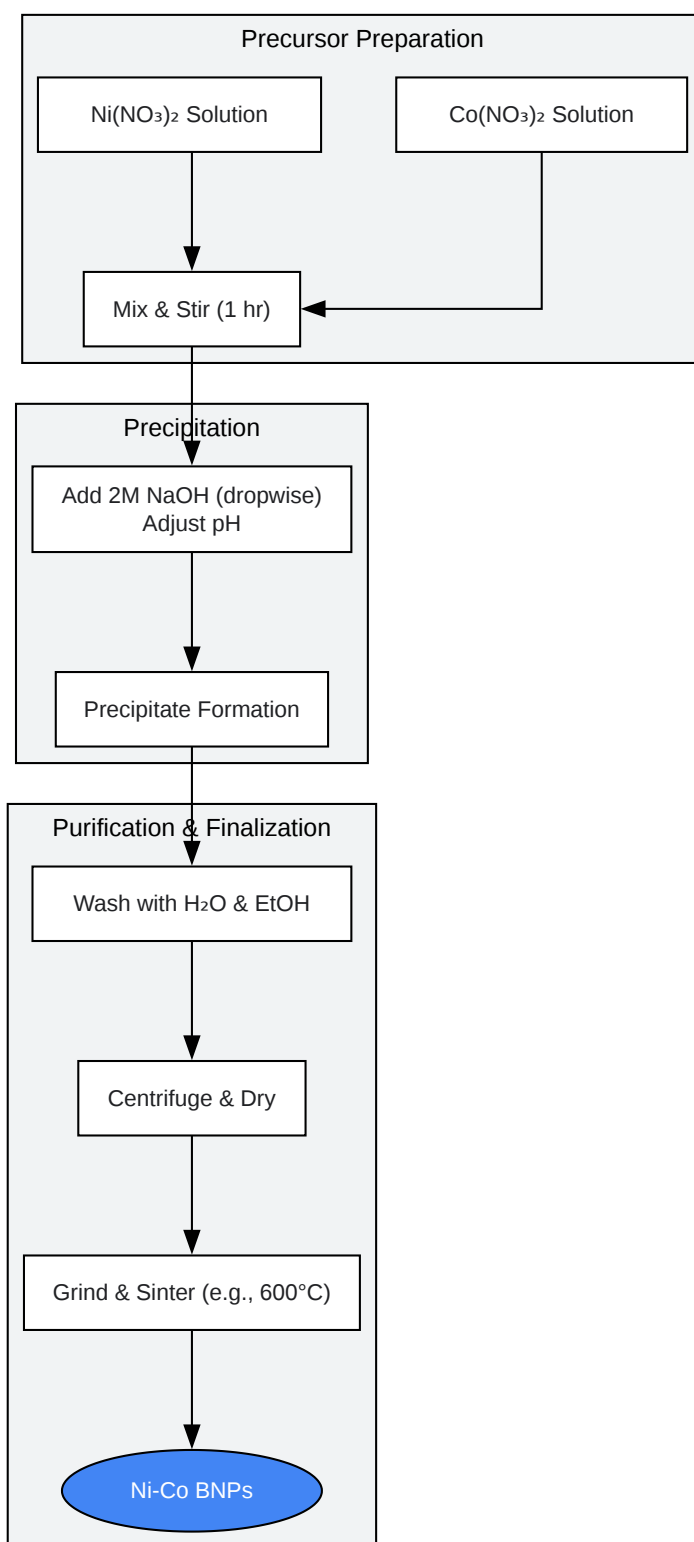 Precursor Preparation
Ni(NO₃)₂ Solution
Co(NO₃)₂ Solution
Mix & Stir (1 hr)
Precipitation
Add 2M NaOH (dropwise)
Adjust pH
Precipitate Formation
Purification & Finalization
Wash with H₂O & EtOH
Centrifuge & Dry
Grind & Sinter (e.g., 600°C)
Ni-Co BNPs